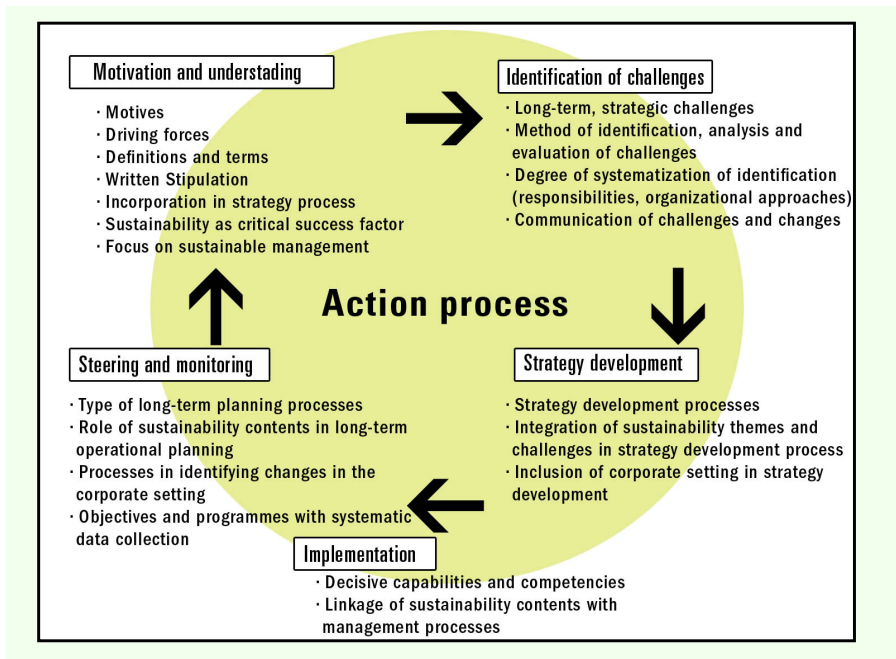 Motivation and understading
· Motives
· Driving forces
· Definitions and terms
· Written Stipulation
· Incorporation in strategy process
· Sustainability as critical success factor
· Focus on sustainable management
Identification of challenges
· Long-term, strategic challenges
· Method of identification, analysis and
evaluation of challenges
· Degree of systematization of identification
(responsibilities, organizational approaches)
· Communication of challenges and changes
Action process
Strategy development
· Strategy development processes
· Integration of sustainability themes and
challenges in strategy development process
· Inclusion of corporate setting in strategy
development
Implementation
· Decisive capabilities and competencies
· Linkage of sustainability contents with
management processes
Steering and monitoring
· Type of long-term planning processes
· Role of sustainability contents in long-term
operational planning
· Processes in identifying changes in the
corporate setting
· Objectives and programmes with systematic
data collection